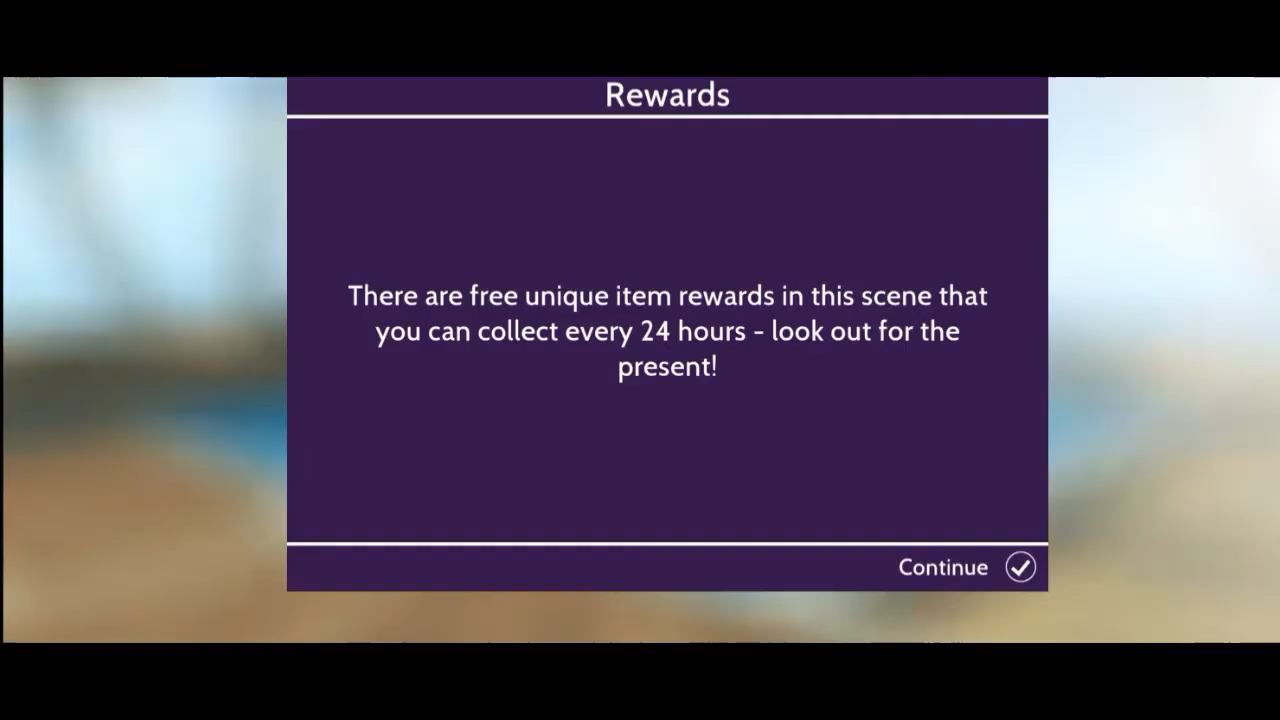 Rewards
There are free unique item rewards in this scene that
you can collect every 24 hours - look out for the
present!
Continue